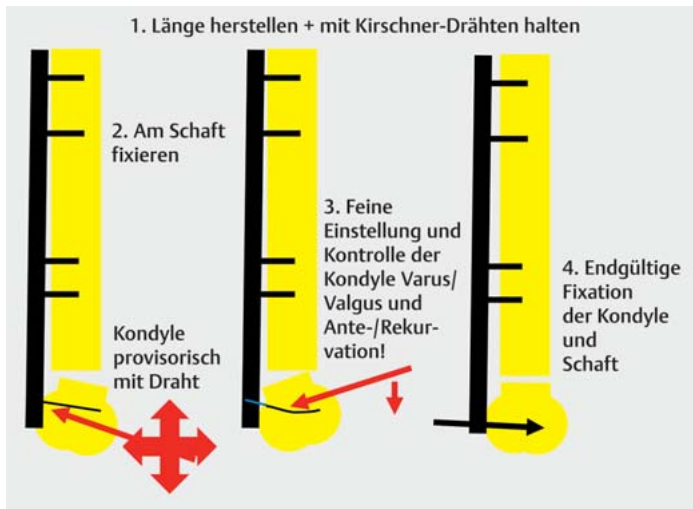 1. Länge herstellen + mit Kirschner-Drähten halten
2. Am Schaft
fixieren
Kondyle
provisorisch
mit Draht
3. Feine
Einstellung und
Kontrolle der
Kondyle Varus/
Valgus und
Ante-/Rekur-
vation!
4. Endgültige
Fixation
der Kondyle
und
Schaft